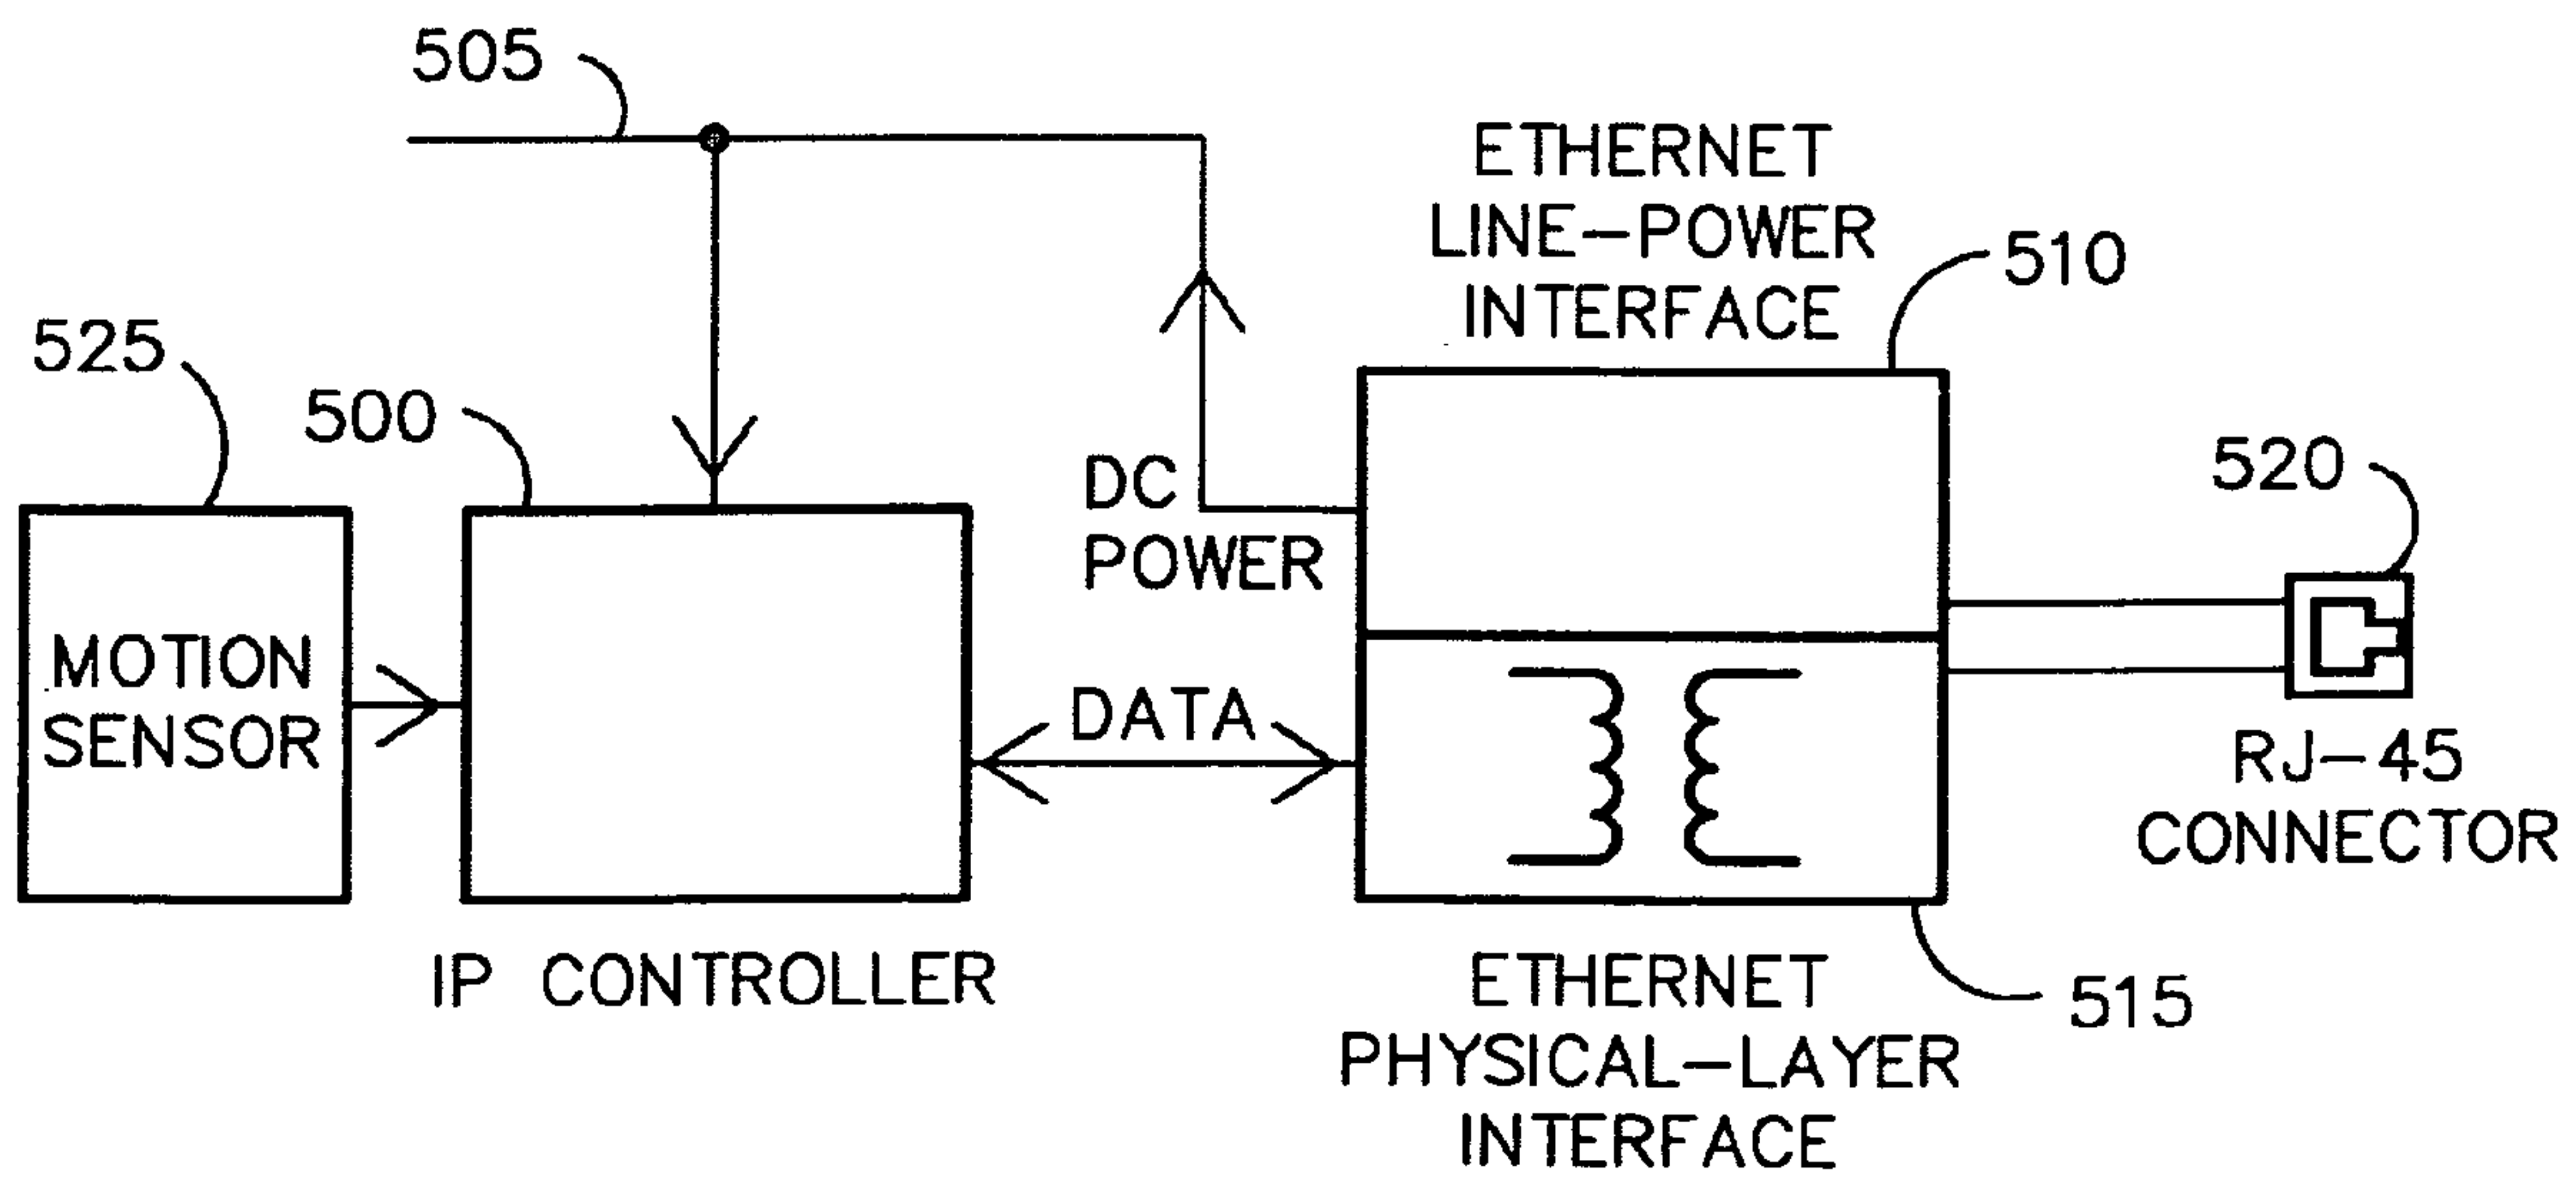 505
ETHERNET
LINE-POWER
INTERFACE
510
525
500
520
DC
POWER
MOTION
SENSOR
DATA
RJ-45
CONNECTOR
IP CONTROLLER
ETHERNET
PHYSICAL-LAYER
INTERFACE
515